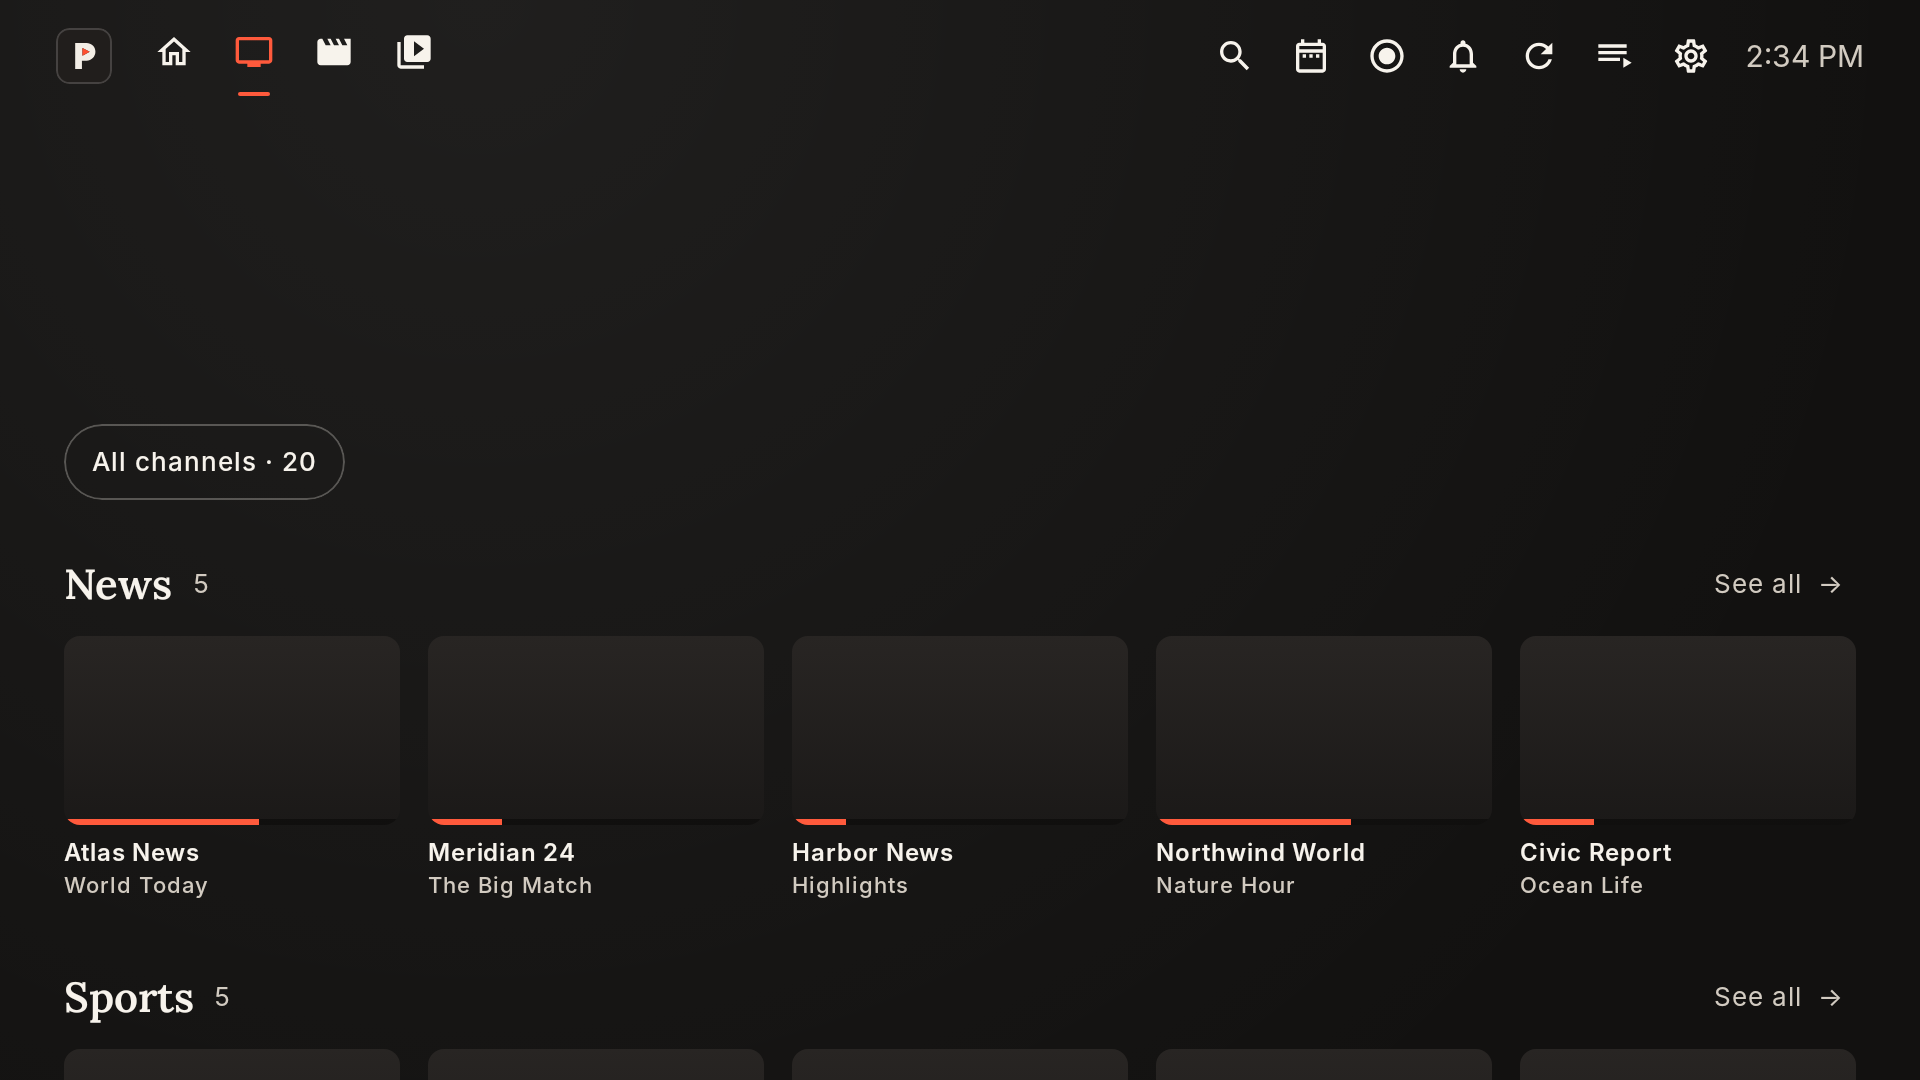 P
2:34 PM
All channels · 20
News 5
See all →
Atlas News
World Today
Meridian 24
The Big Match
Harbor News
Highlights
Northwind World
Nature Hour
Civic Report
Ocean Life
Sports 5
See all →